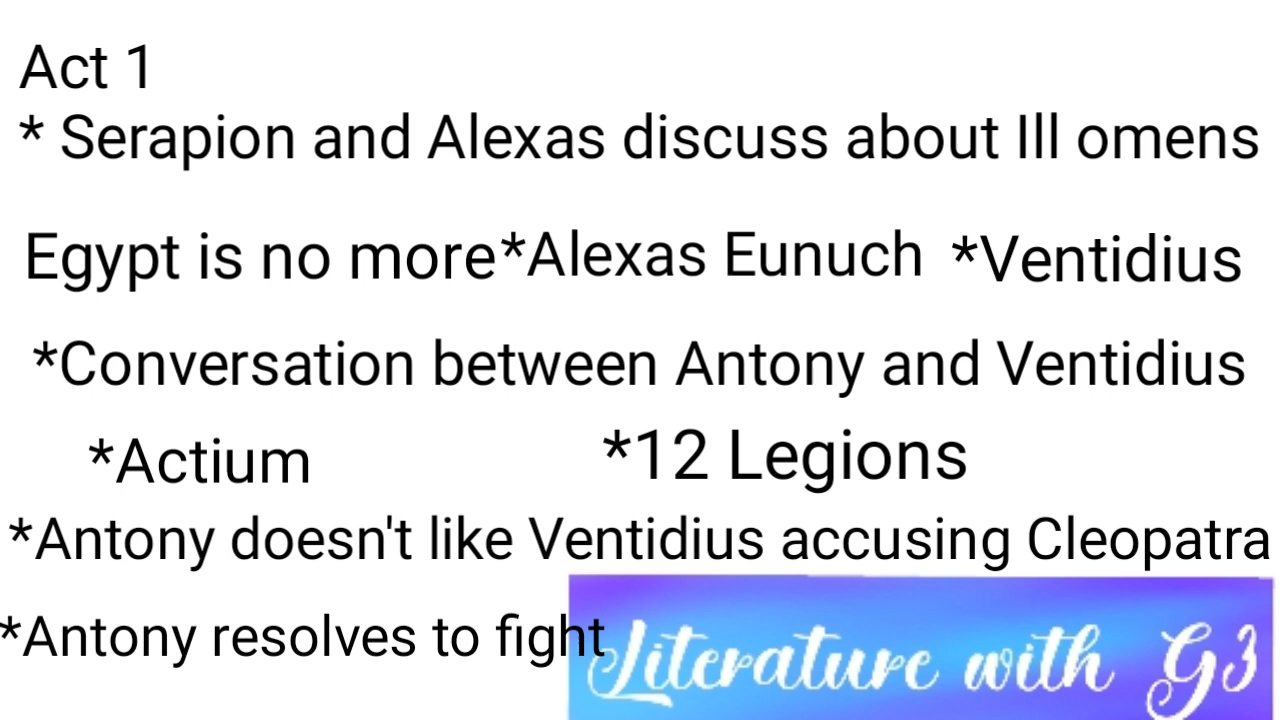 Act 1
* Serapion and Alexas discuss about Ill omens
Egypt is no more *Alexas Eunuch *Ventidius
*Conversation between Antony and Ventidius
*Actium *12 Legions
*Antony doesn't like Ventidius accusing Cleopatra
*Antony resolves to fight
Literature with G3